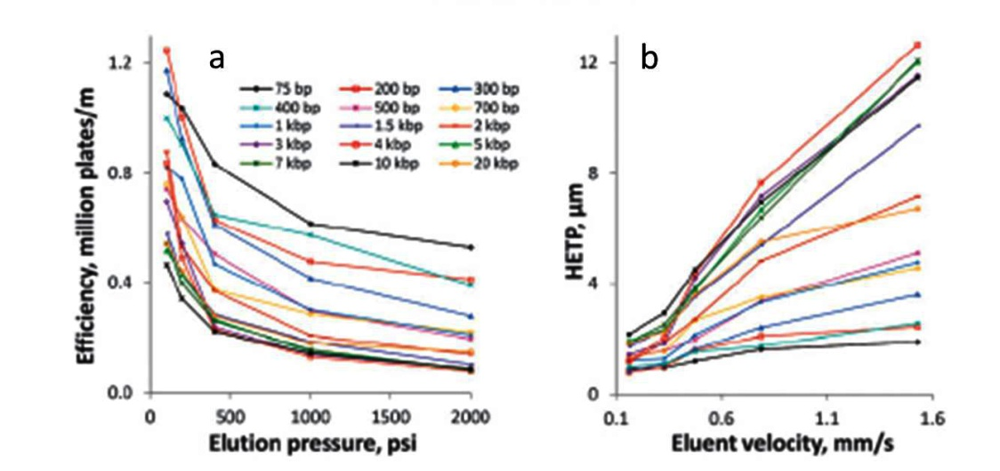 a
1.2
0.8
0.4
0.0
Efficiency, million plates/m
75 bp 200 bp 300 bp
400 bp 500 bp 700 bp
1 kbp 1.5 kbp 2 kbp
3 kbp 4 kbp 5 kbp
7 kbp 10 kbp 20 kbp
0 500 1000 1500 2000
Elution pressure, psi
b
12
8
4
0
HETP, µm
0.1 0.6 1.1 1.6
Eluent velocity, mm/s